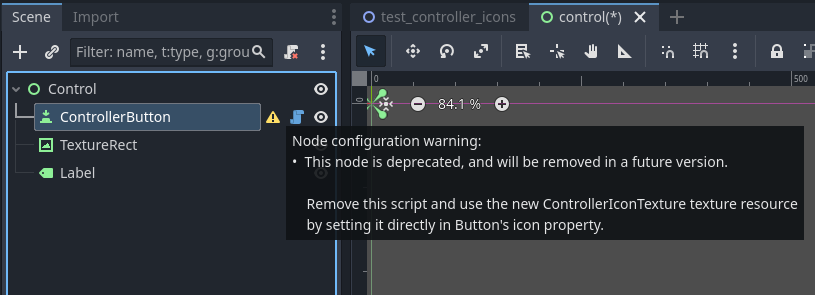 Scene Import
test_controller_icons control(*)
Filter: name, t:type, g:grou
Control
0 500
ControllerButton
0
84.1 %
Node configuration warning:
• This node is deprecated, and will be removed in a future version.
TextureRect
Label
Remove this script and use the new ControllerIconTexture texture resource
by setting it directly in Button's icon property.